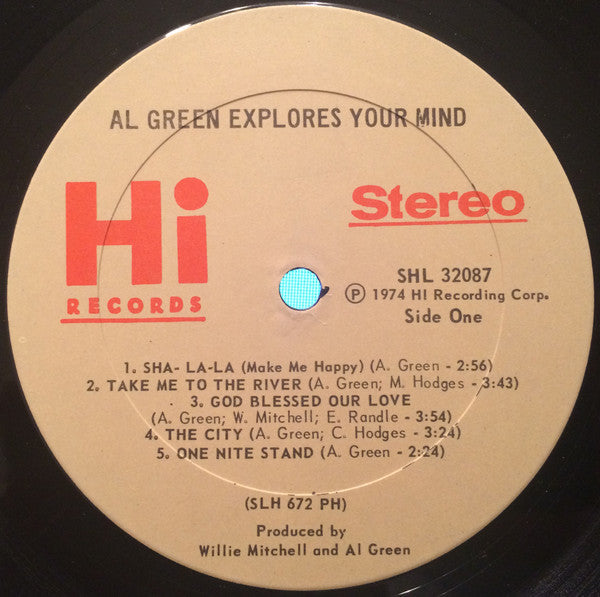 AL GREEN EXPLORES YOUR MIND
Hi
RECORDS
Stereo
SHL 32087
Ⓟ 1974 HI Recording Corp.
Side One
1. SHA- LA-LA (Make Me Happy) (A. Green - 2:56)
2. TAKE ME TO THE RIVER (A. Green; M. Hodges - 3:43)
3. GOD BLESSED OUR LOVE
(A. Green; W. Mitchell; E. Randle - 3:54)
4. THE CITY (A. Green; C. Hodges - 3:24)
5. ONE NITE STAND (A. Green - 2:24)
(SLH 672 PH)
Produced by
Willie Mitchell and Al Green